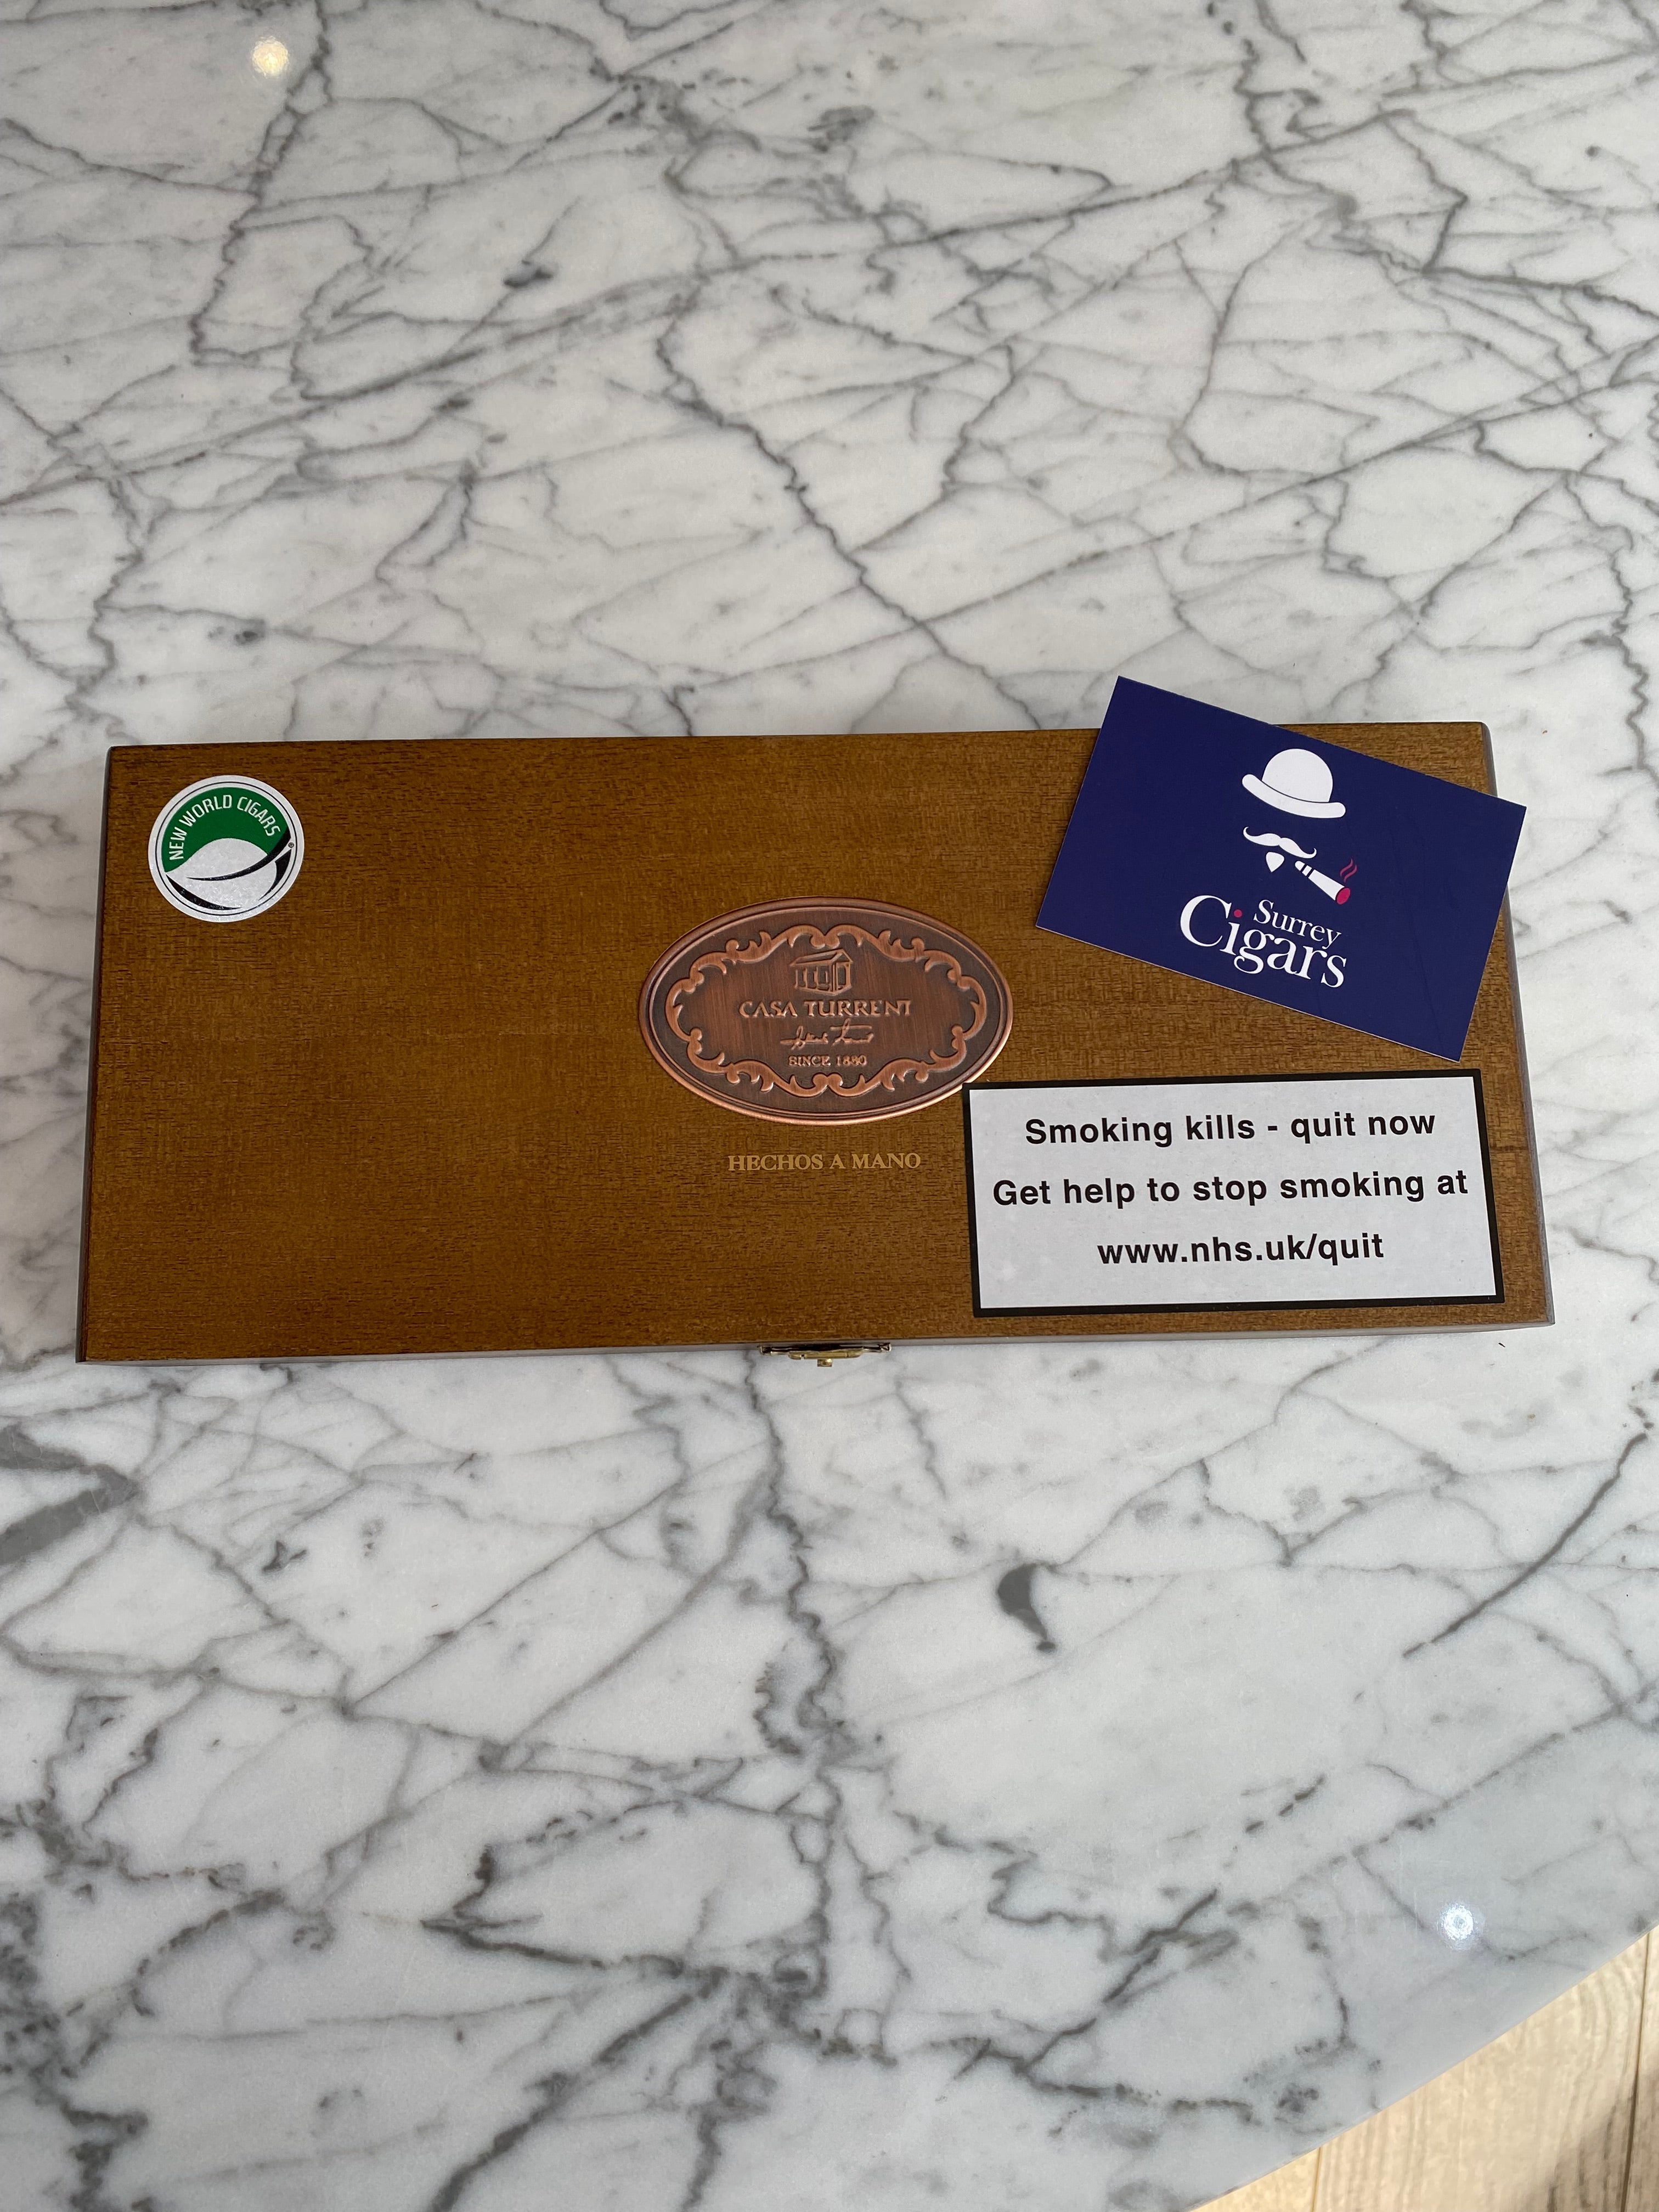 NEW WORLD CIGARS
®
Surrey
Cigars
CASA TURRENT
SINCE 1880
HECHOS A MANO
Smoking kills - quit now
Get help to stop smoking at
www.nhs.uk/quit